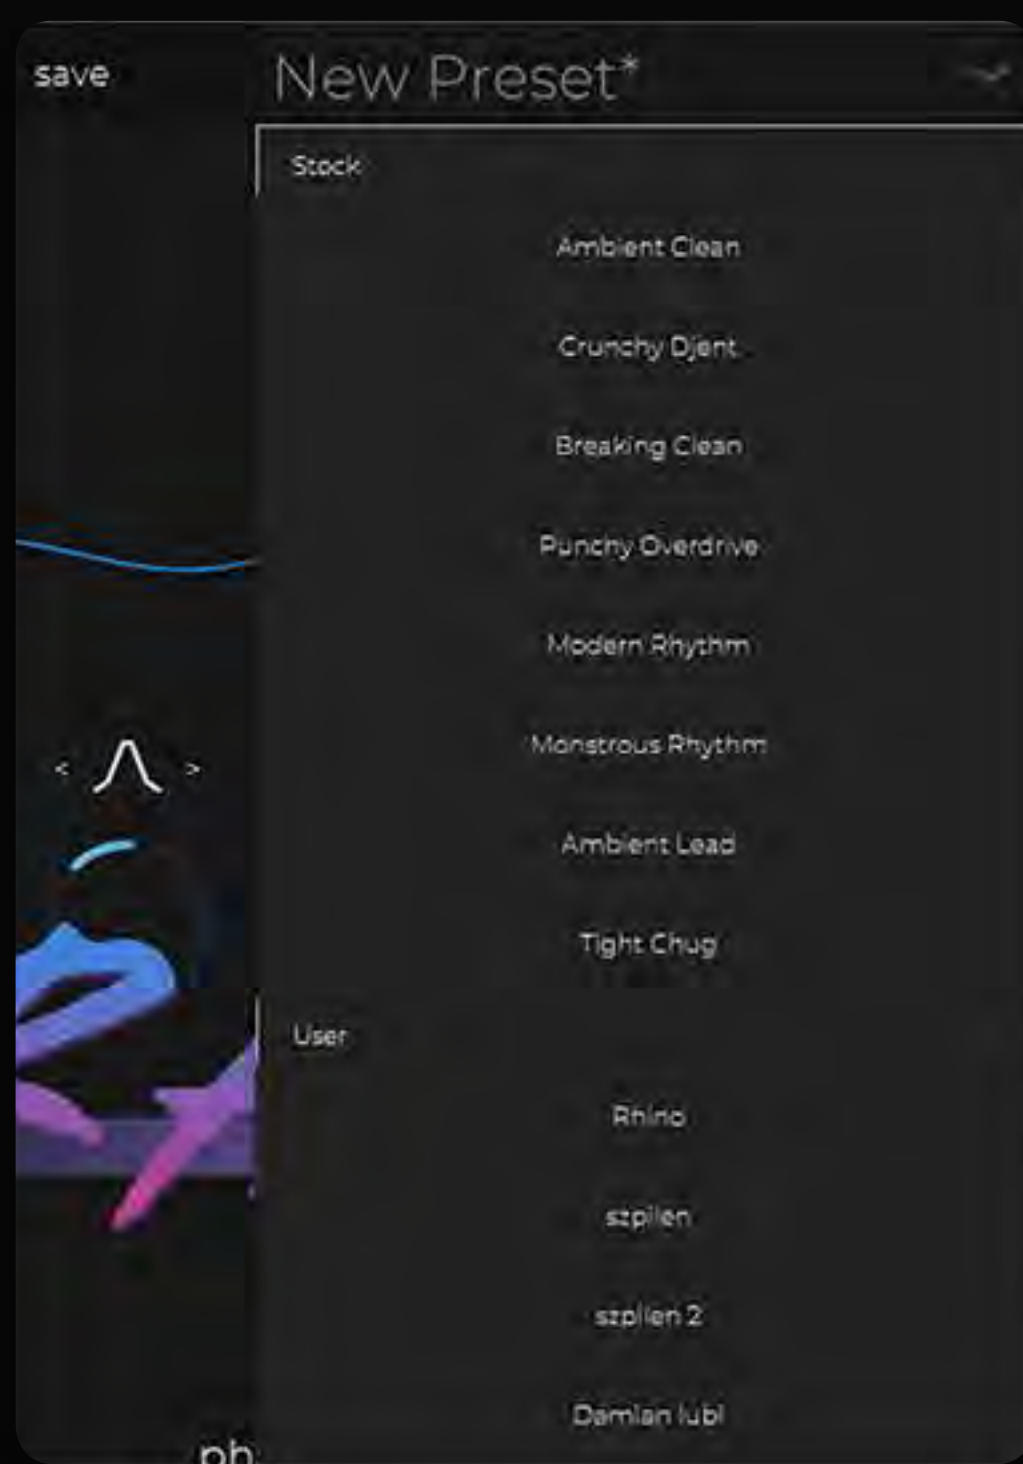 save
New Preset*
Stock
Ambient Clean
Crunchy Djent
Breaking Clean
Punchy Overdrive
Modern Rhythm
Monstrous Rhythm
Ambient Lead
Tight Chug
< >
User
Rhino
szpilen
szpilen 2
Damian lubi
ph